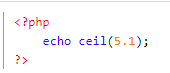 <?php
echo ceil(5.1);
?>